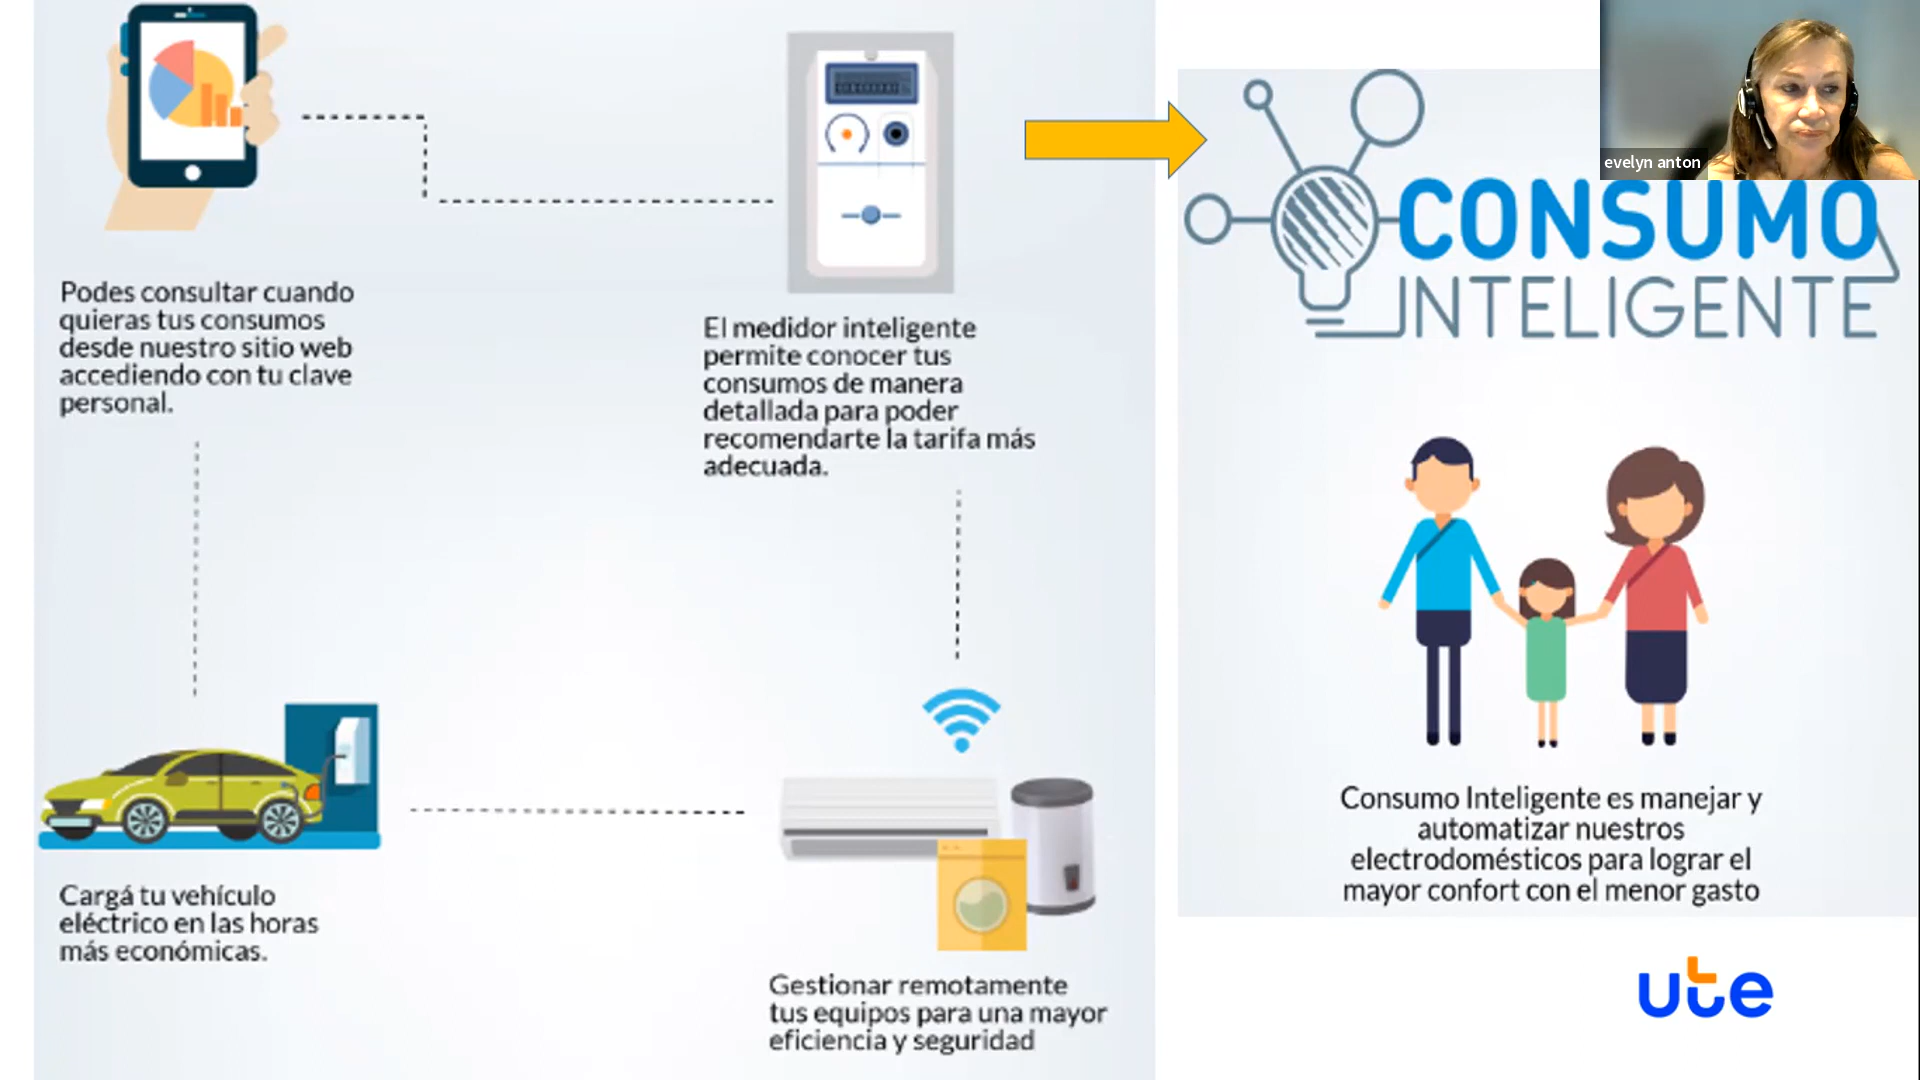 Podes consultar cuando
quieras tus consumos
desde nuestro sitio web
accediendo con tu clave
personal.
El medidor inteligente
permite conocer tus
consumos de manera
detallada para poder
recomendarte la tarifa más
adecuada.
Cargá tu vehículo
eléctrico en las horas
más económicas.
Gestionar remotamente
tus equipos para una mayor
eficiencia y seguridad
evelyn anton
CONSUMO
INTELIGENTE
Consumo Inteligente es manejar y
automatizar nuestros
electrodomésticos para lograr el
mayor confort con el menor gasto
ute